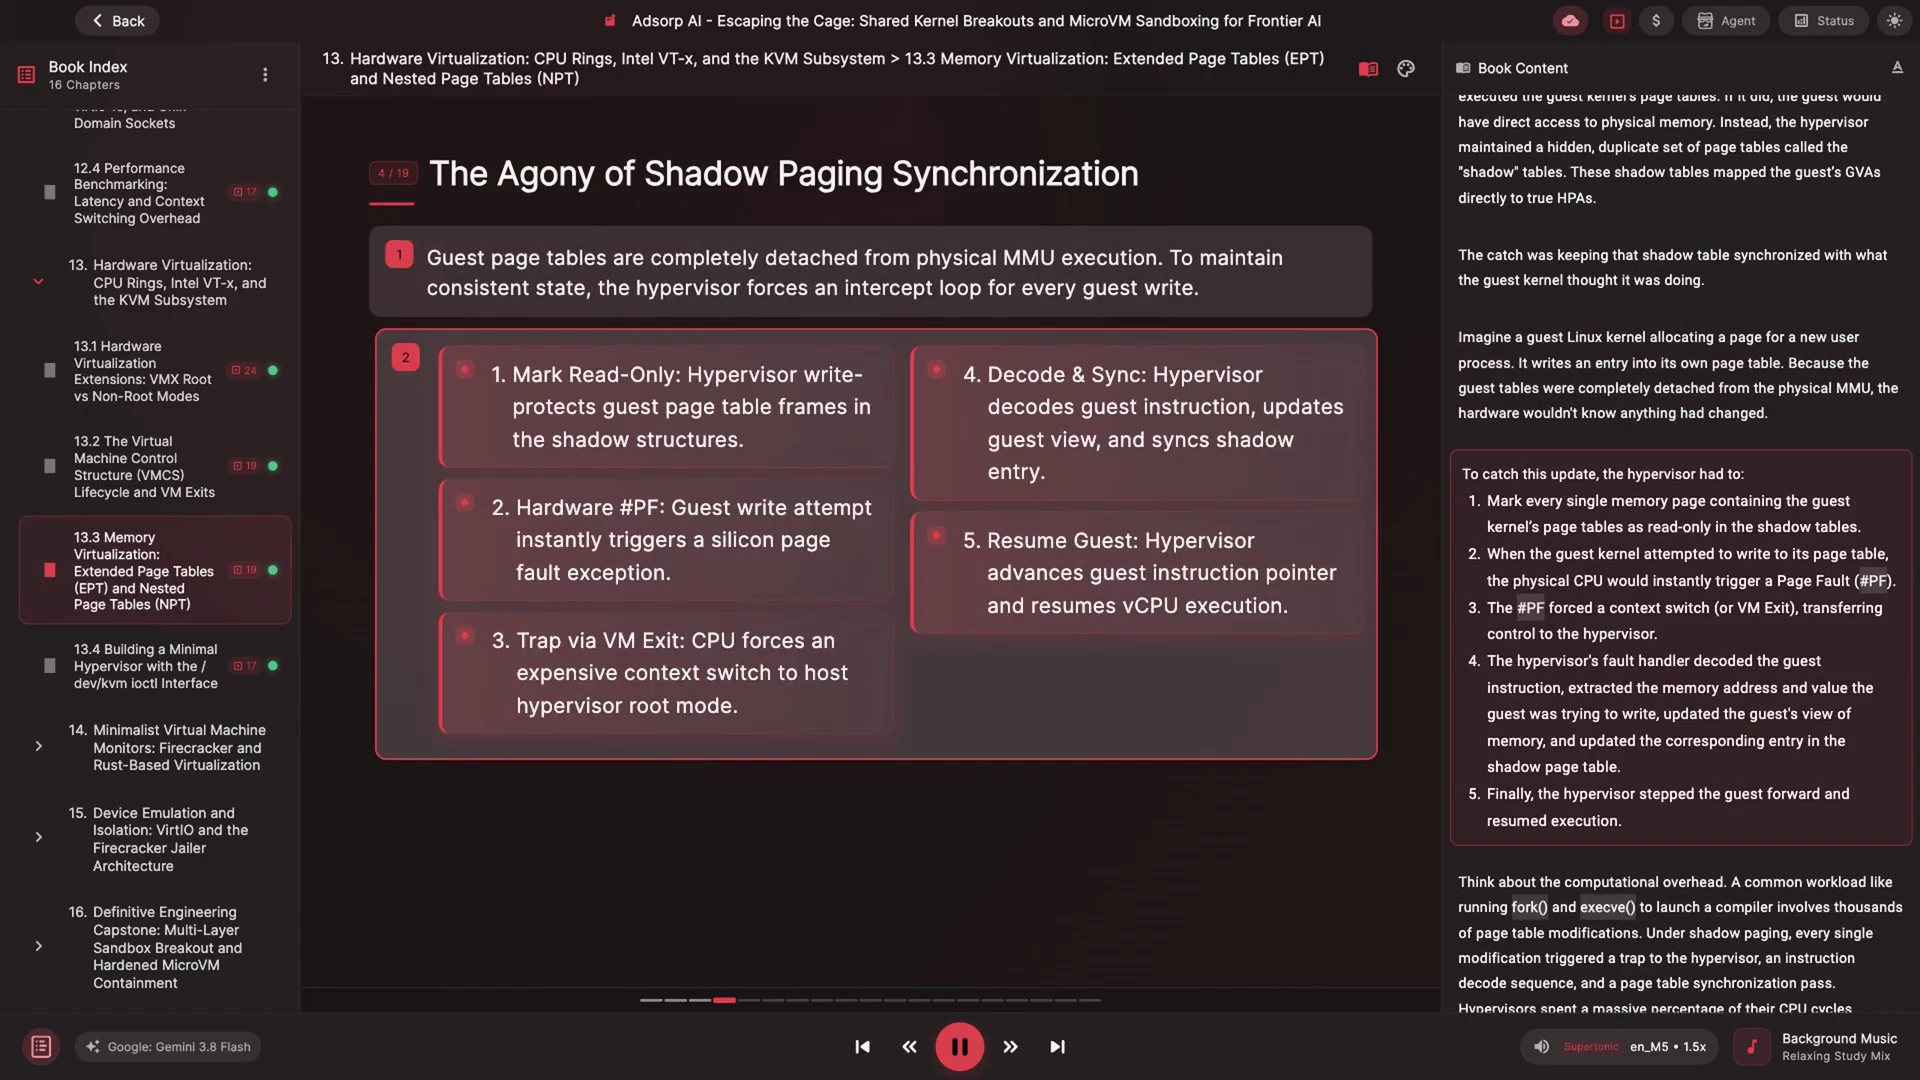 Back
Adsorp AI - Escaping the Cage: Shared Kernel Breakouts and MicroVM Sandboxing for Frontier AI
$
Agent
Status
Book Index
16 Chapters
Domain Sockets
12.4 Performance
Benchmarking:
Latency and Context
Switching Overhead
17
13. Hardware Virtualization:
CPU Rings, Intel VT-x, and
the KVM Subsystem
13.1 Hardware
Virtualization
Extensions: VMX Root
vs Non-Root Modes
24
13.2 The Virtual
Machine Control
Structure (VMCS)
Lifecycle and VM Exits
19
13.3 Memory
Virtualization:
Extended Page Tables
(EPT) and Nested
Page Tables (NPT)
19
13.4 Building a Minimal
Hypervisor with the /
dev/kvm ioctl Interface
17
14. Minimalist Virtual Machine
Monitors: Firecracker and
Rust-Based Virtualization
15. Device Emulation and
Isolation: VirtIO and the
Firecracker Jailer
Architecture
16. Definitive Engineering
Capstone: Multi-Layer
Sandbox Breakout and
Hardened MicroVM
Containment
13. Hardware Virtualization: CPU Rings, Intel VT-x, and the KVM Subsystem > 13.3 Memory Virtualization: Extended Page Tables (EPT)
and Nested Page Tables (NPT)
4 / 19
The Agony of Shadow Paging Synchronization
1
Guest page tables are completely detached from physical MMU execution. To maintain
consistent state, the hypervisor forces an intercept loop for every guest write.
2
1. Mark Read-Only: Hypervisor write-
protects guest page table frames in
the shadow structures.
2. Hardware #PF: Guest write attempt
instantly triggers a silicon page
fault exception.
3. Trap via VM Exit: CPU forces an
expensive context switch to host
hypervisor root mode.
4. Decode & Sync: Hypervisor
decodes guest instruction, updates
guest view, and syncs shadow
entry.
5. Resume Guest: Hypervisor
advances guest instruction pointer
and resumes vCPU execution.
Book Content
executed the guest kernel's page tables. If it did, the guest would
have direct access to physical memory. Instead, the hypervisor
maintained a hidden, duplicate set of page tables called the
"shadow" tables. These shadow tables mapped the guest's GVAs
directly to true HPAs.
The catch was keeping that shadow table synchronized with what
the guest kernel thought it was doing.
Imagine a guest Linux kernel allocating a page for a new user
process. It writes an entry into its own page table. Because the
guest tables were completely detached from the physical MMU, the
hardware wouldn't know anything had changed.
To catch this update, the hypervisor had to:
1. Mark every single memory page containing the guest
kernel's page tables as read-only in the shadow tables.
2. When the guest kernel attempted to write to its page table,
the physical CPU would instantly trigger a Page Fault (#PF).
3. The #PF forced a context switch (or VM Exit), transferring
control to the hypervisor.
4. The hypervisor's fault handler decoded the guest
instruction, extracted the memory address and value the
guest was trying to write, updated the guest's view of
memory, and updated the corresponding entry in the
shadow page table.
5. Finally, the hypervisor stepped the guest forward and
resumed execution.
Think about the computational overhead. A common workload like
running fork() and execve() to launch a compiler involves thousands
of page table modifications. Under shadow paging, every single
modification triggered a trap to the hypervisor, an instruction
decode sequence, and a page table synchronization pass.
Hypervisors spent a massive percentage of their CPU cycles
Google: Gemini 3.8 Flash
Supertonic en_M5 • 1.5x
Background Music
Relaxing Study Mix